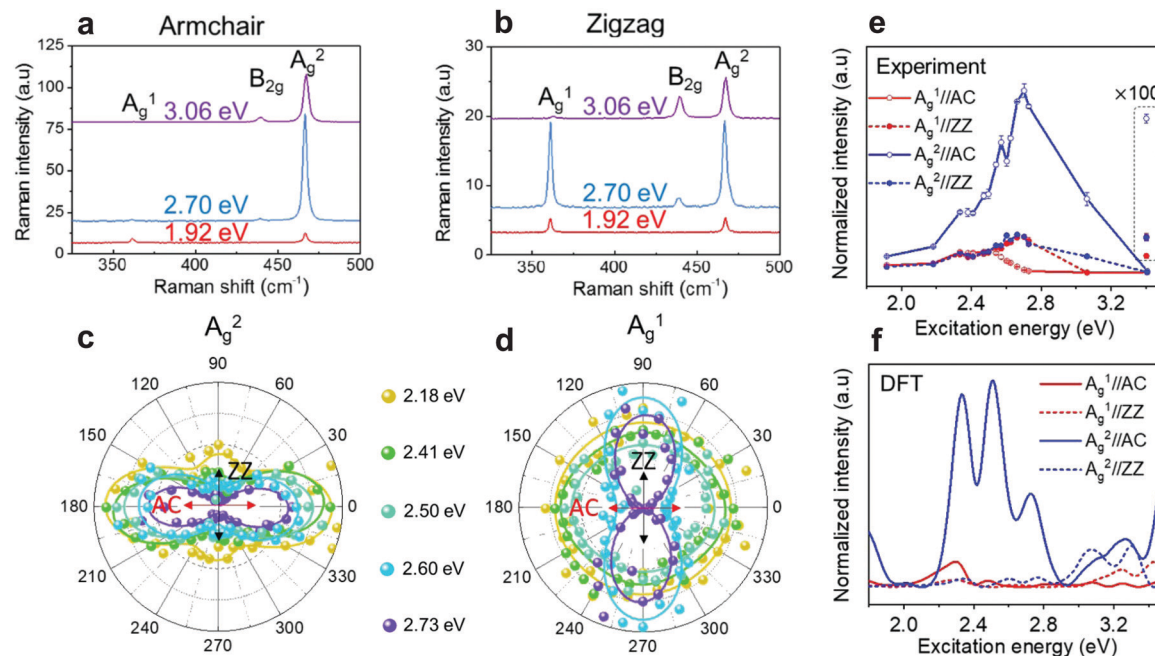 a Armchair
Raman intensity (a.u)
125
100
75
50
25
0
A_g^1
B_2g
A_g^2
3.06 eV
2.70 eV
1.92 eV
350 400 450 500
Raman shift (cm⁻¹)
b Zigzag
Raman intensity (a.u)
30
20
10
0
A_g^1
B_2g
A_g^2
3.06 eV
2.70 eV
1.92 eV
350 400 450 500
Raman shift (cm⁻¹)
e
Experiment
A_g^1//AC
A_g^1//ZZ
A_g^2//AC
A_g^2//ZZ
×100
Normalized intensity (a.u)
2.0 2.4 2.8 3.2
Excitation energy (eV)
c A_g^2
90
120 60
150 30
180 0
210 330
240 300
270
ZZ
AC
2.18 eV
2.41 eV
2.50 eV
2.60 eV
2.73 eV
d A_g^1
90
120 60
150 30
180 0
210 330
240 300
270
ZZ
AC
f
DFT
A_g^1//AC
A_g^1//ZZ
A_g^2//AC
A_g^2//ZZ
Normalized intensity (a.u)
2.0 2.4 2.8 3.2
Excitation energy (eV)